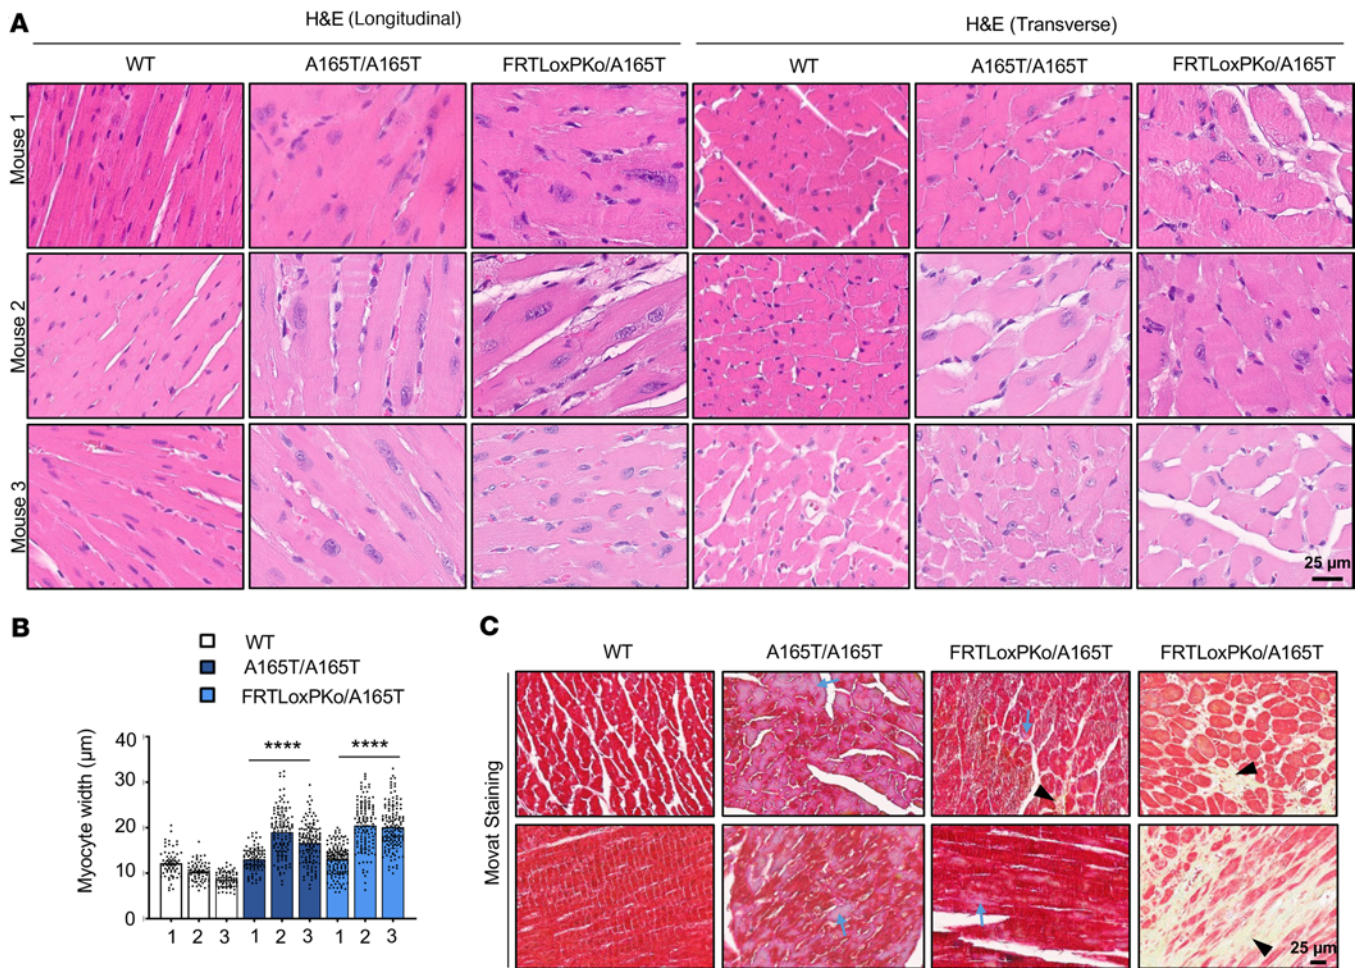 A
H&E (Longitudinal)
H&E (Transverse)
WT
A165T/A165T
FRTLoxPKo/A165T
WT
A165T/A165T
FRTLoxPKo/A165T
Mouse 1
Mouse 2
Mouse 3
25 µm
B
WT
A165T/A165T
FRTLoxPKo/A165T
Myocyte width (µm)
40
30
20
10
0
****
****
1 2 3 1 2 3 1 2 3
C
WT
A165T/A165T
FRTLoxPKo/A165T
FRTLoxPKo/A165T
Movat Staining
25 µm